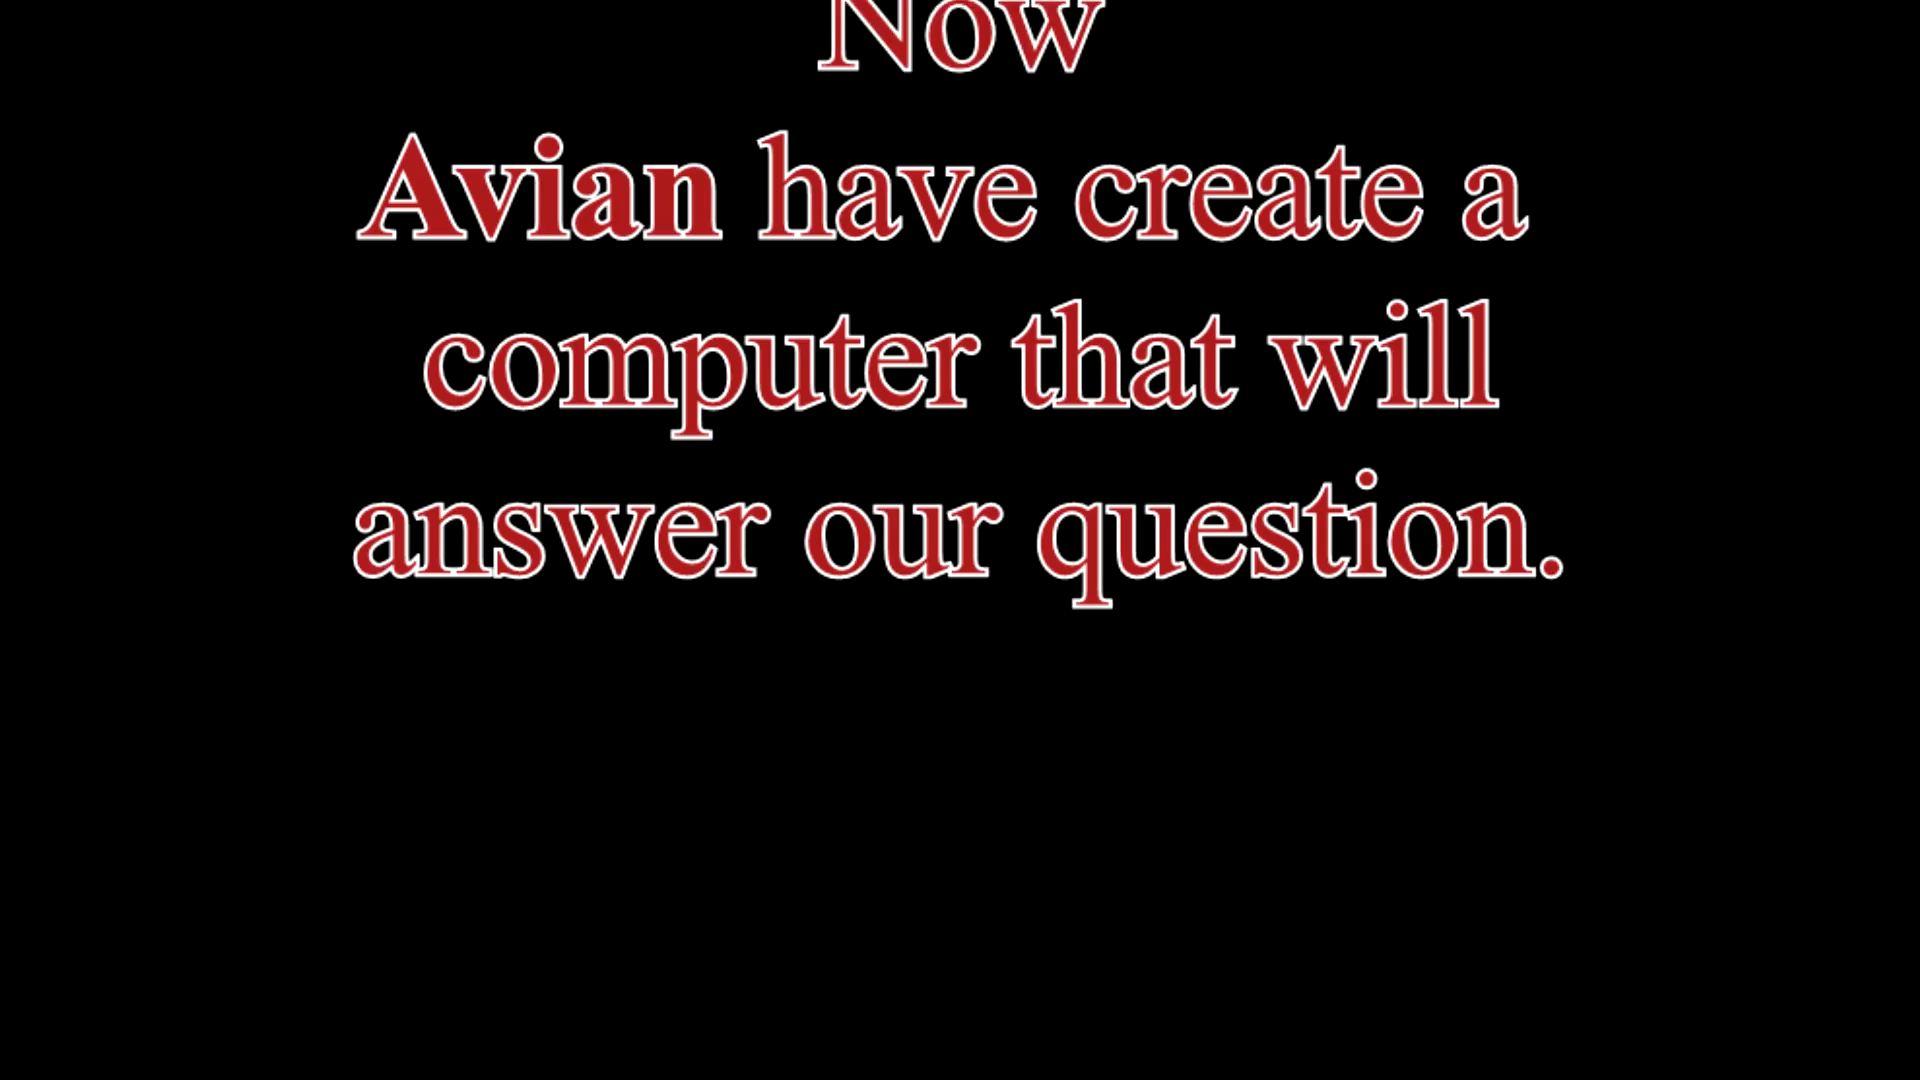 Now
Avian have create a
computer that will
answer our question.